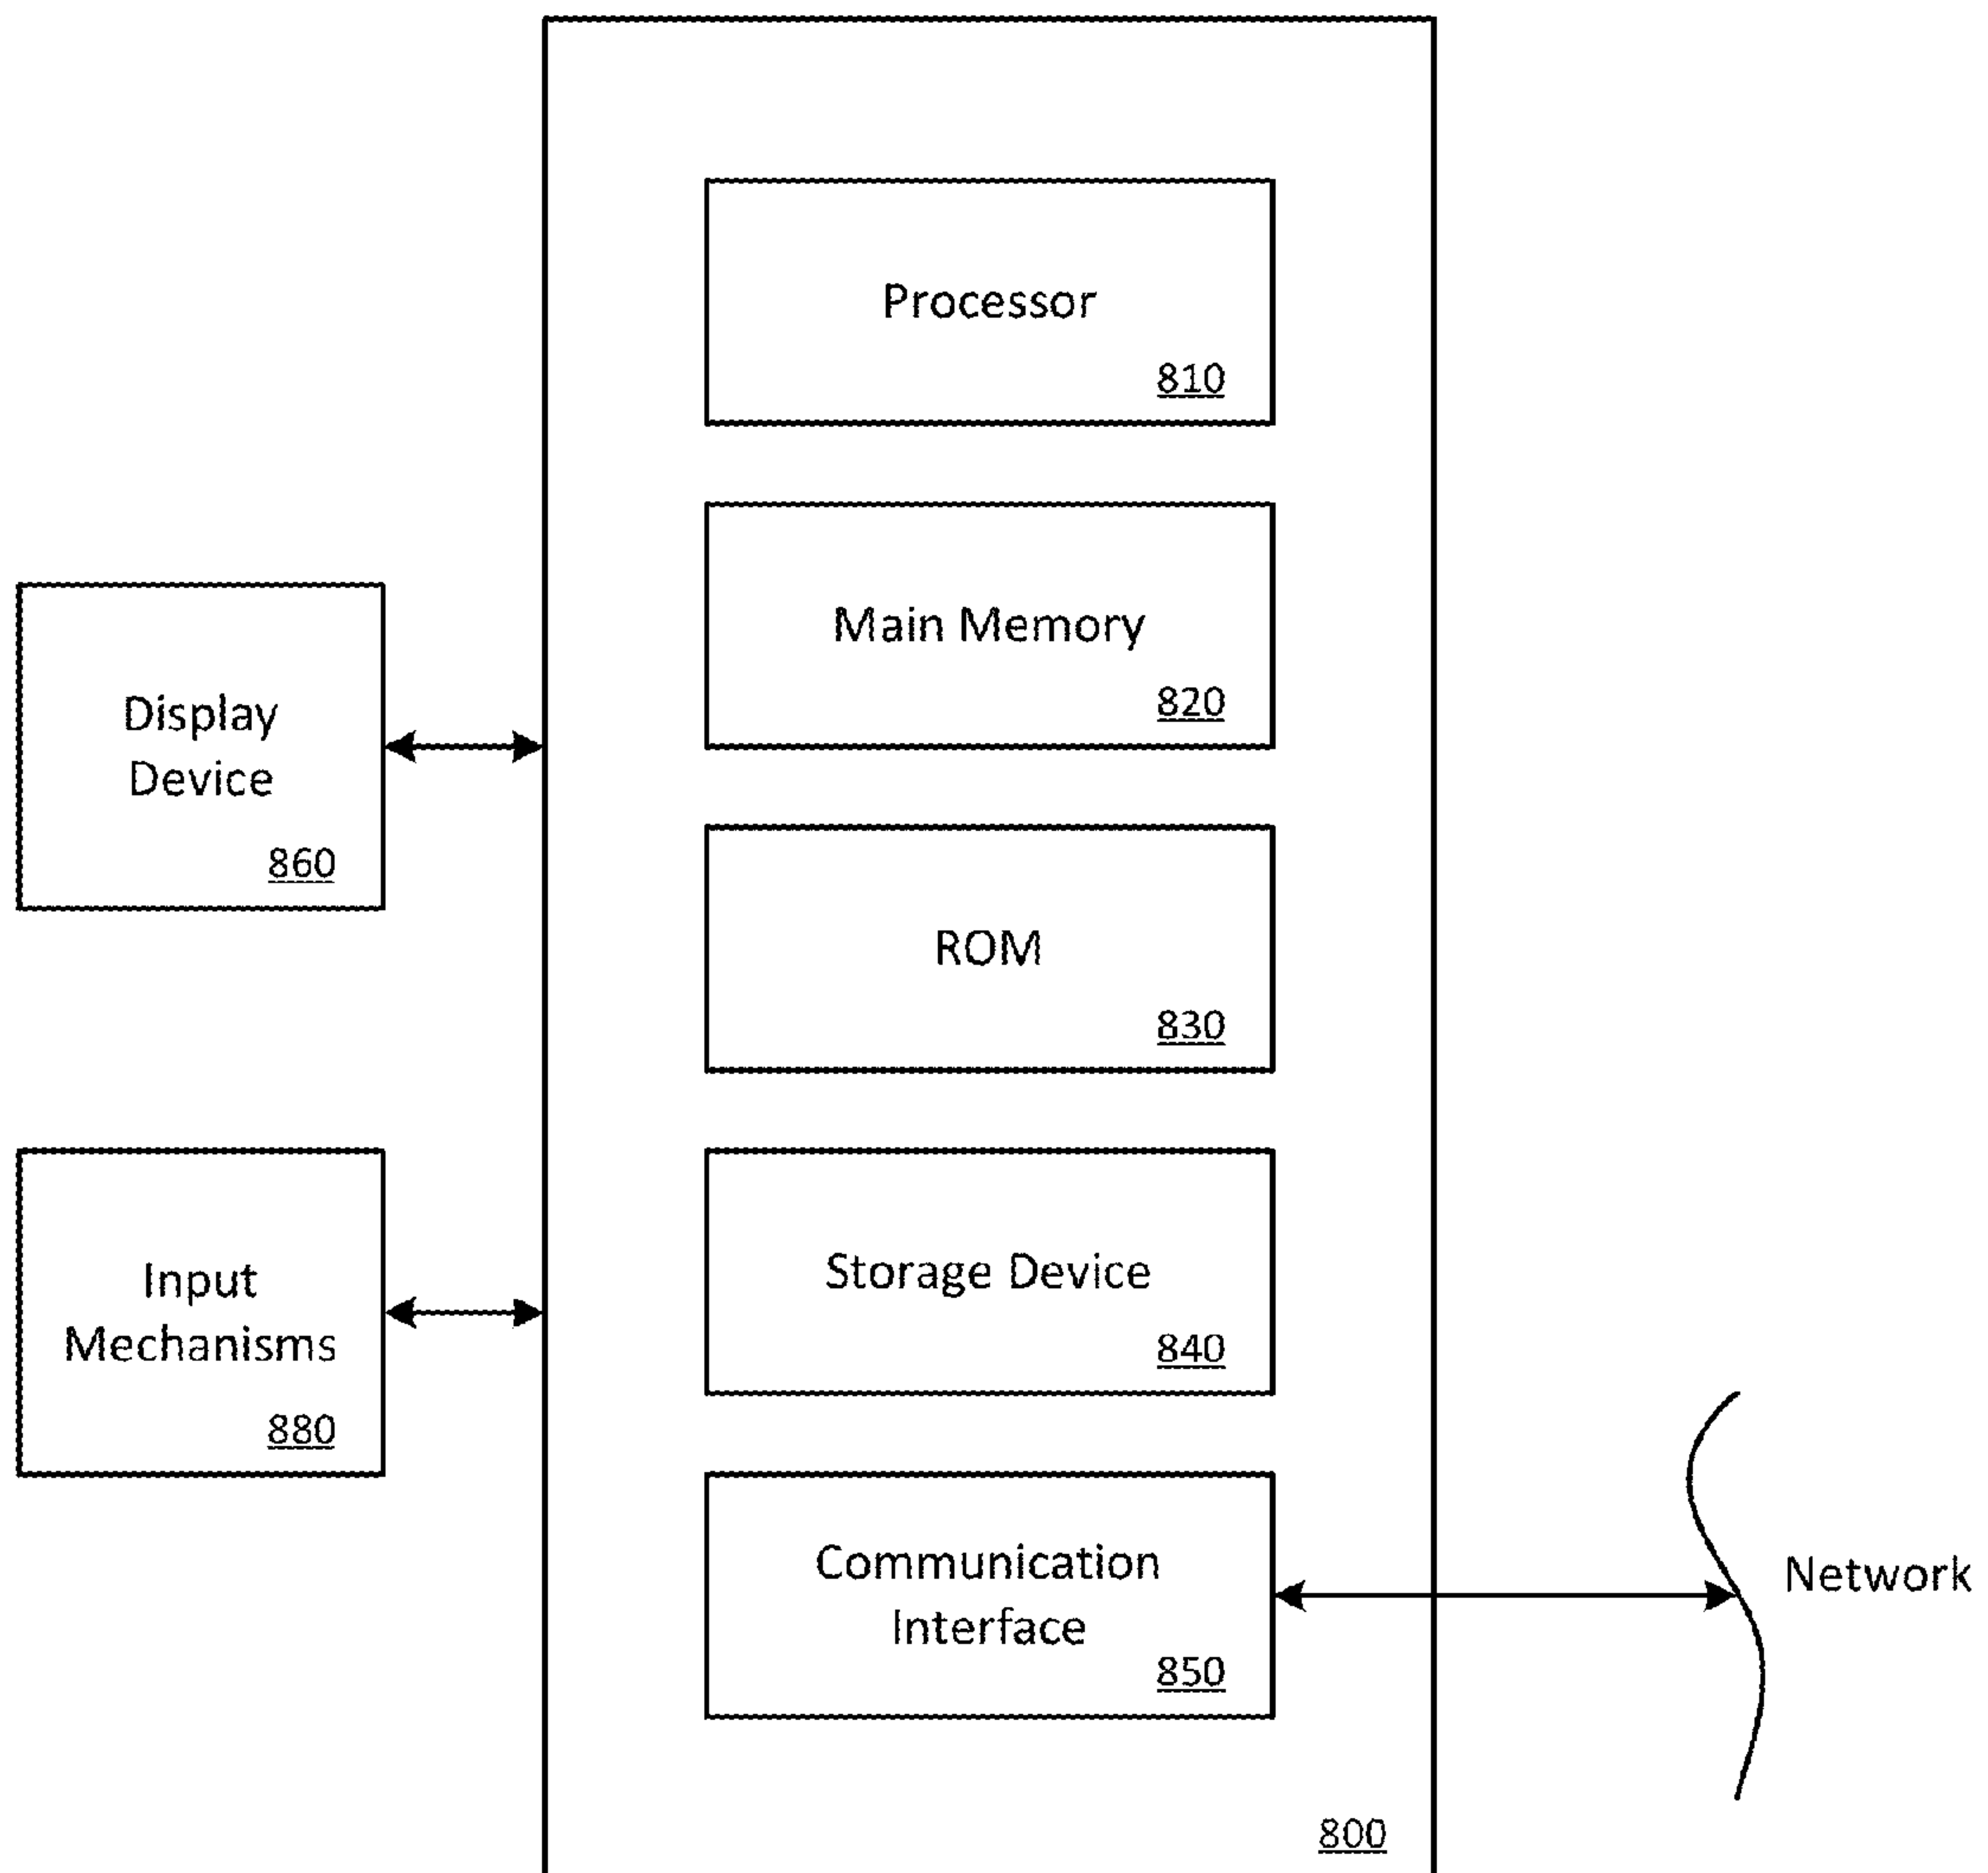 Processor
810
Main Memory
820
Display
Device
860
ROM
830
Input
Mechanisms
880
Storage Device
840
Communication
Interface
850
Network
800